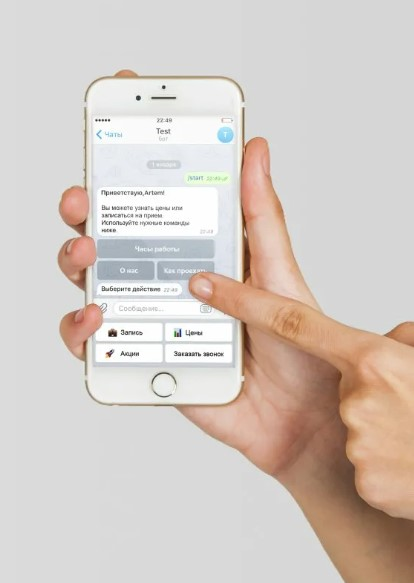 22:49
Чаты
Test
бот
T
/start 22:49
Приветствую,Artem!
Вы можете узнать цены или
записаться на прием.
Используйте нужные команды
ниже. 22:49
Часы работы
О нас
Как
Выберите действие 22:49
Сообщение...
Запись
Цены
Акции
Заказать звонок